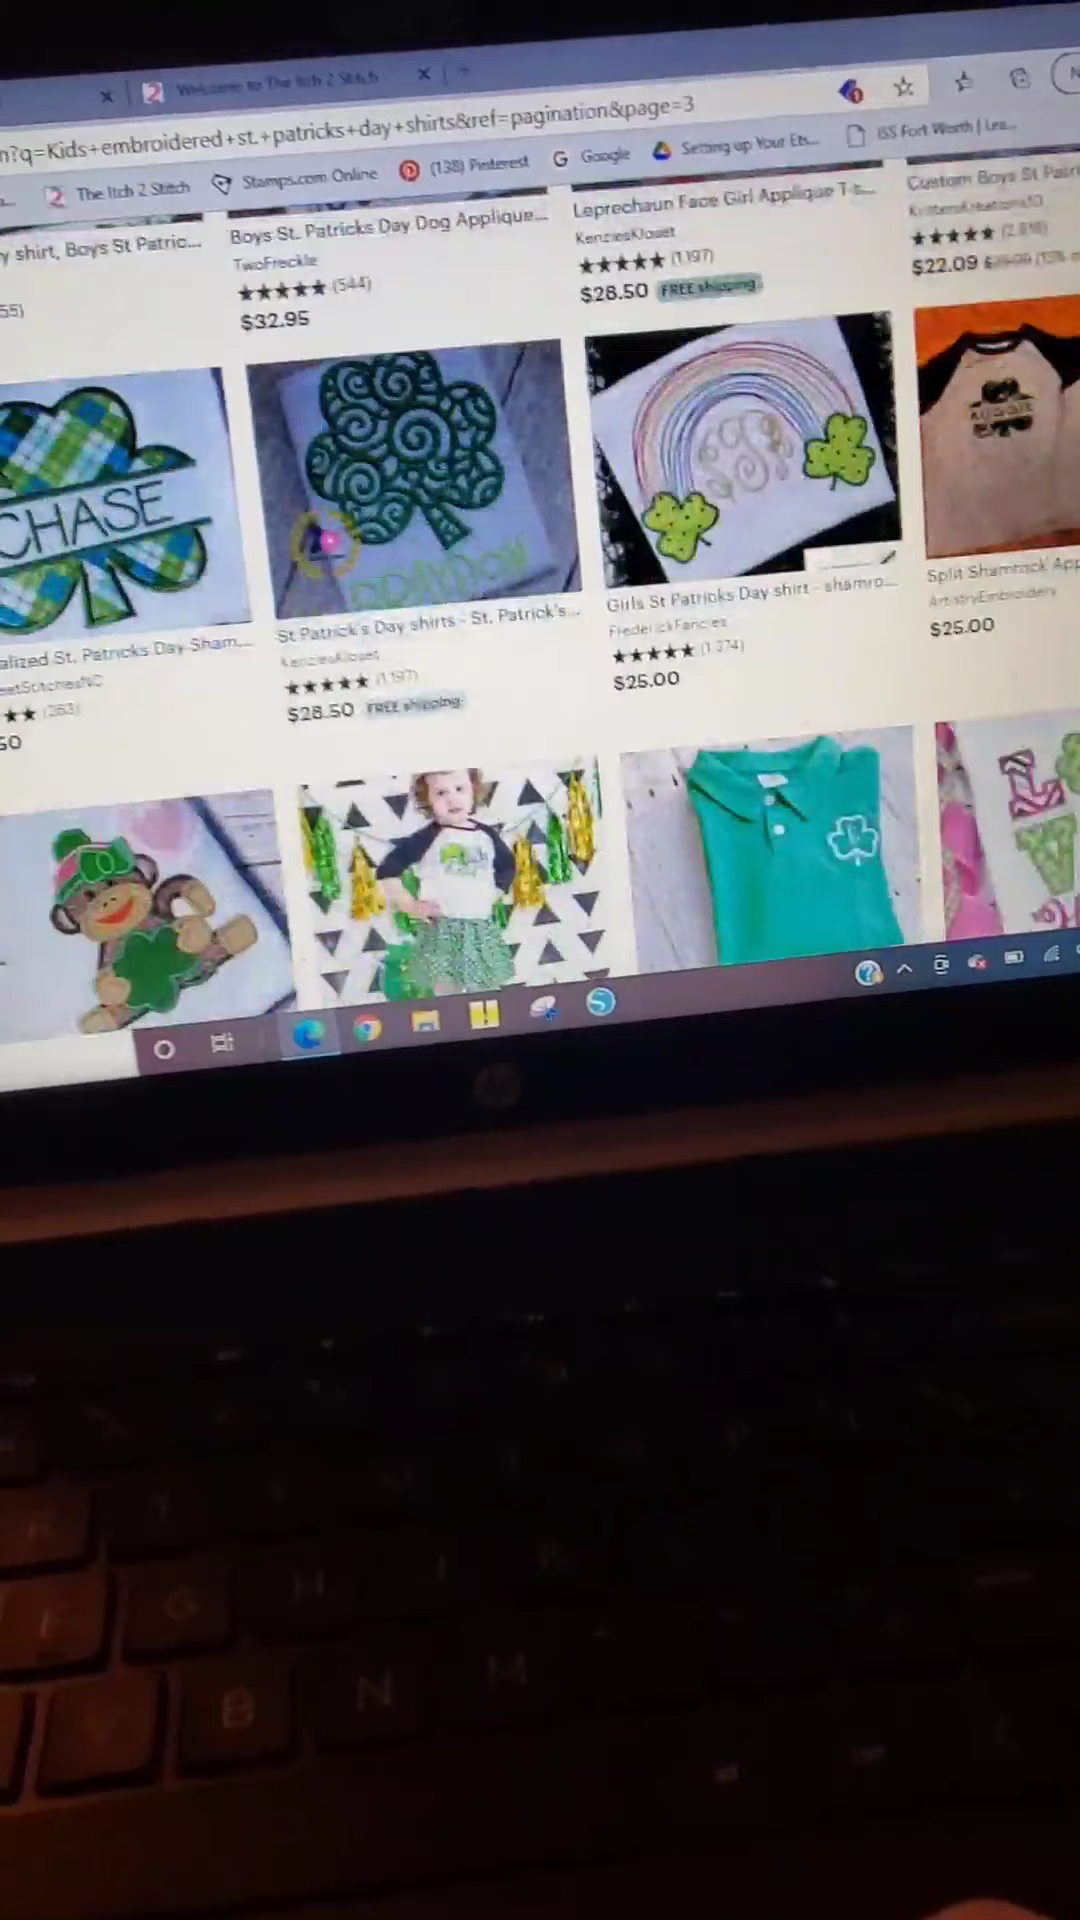 Welcome to The Itch 2 Stitch
n?q=Kids+embroidered+st.+patricks+day+shirts&ref=pagination&page=3
The Itch 2 Stitch
Stamps.com Online
(138) Pinterest
Google
Setting up Your Ets...
ISS Fort Worth | Lea...
y shirt, Boys St Patric...
Boys St. Patricks Day Dog Applique...
Leprechaun Face Girl Applique T-s...
Custom Boys St Patri
55)
TwoFreckle
KenziesKloset
(544)
(1,197)
$32.95
$28.50 FREE shipping
$22.09
CHASE
AUGGIE
alized St. Patricks Day Sham...
St Patrick's Day shirts - St. Patrick's...
Girls St Patricks Day shirt - shamro...
Split Shamrock App
eetStitchesNC
KenziesKloset
FrederickFancies
ArtistryEmbroidery
(263)
(1,197)
(1,274)
50
$28.50 FREE shipping
$25.00
$25.00
L
V
G
H
B
N
M